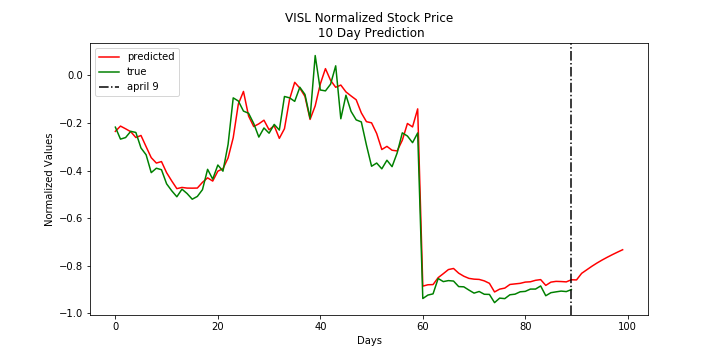 VISL Normalized Stock Price
10 Day Prediction
predicted
true
april 9
Normalized Values
0.0
−0.2
−0.4
−0.6
−0.8
−1.0
0
20
40
60
80
100
Days